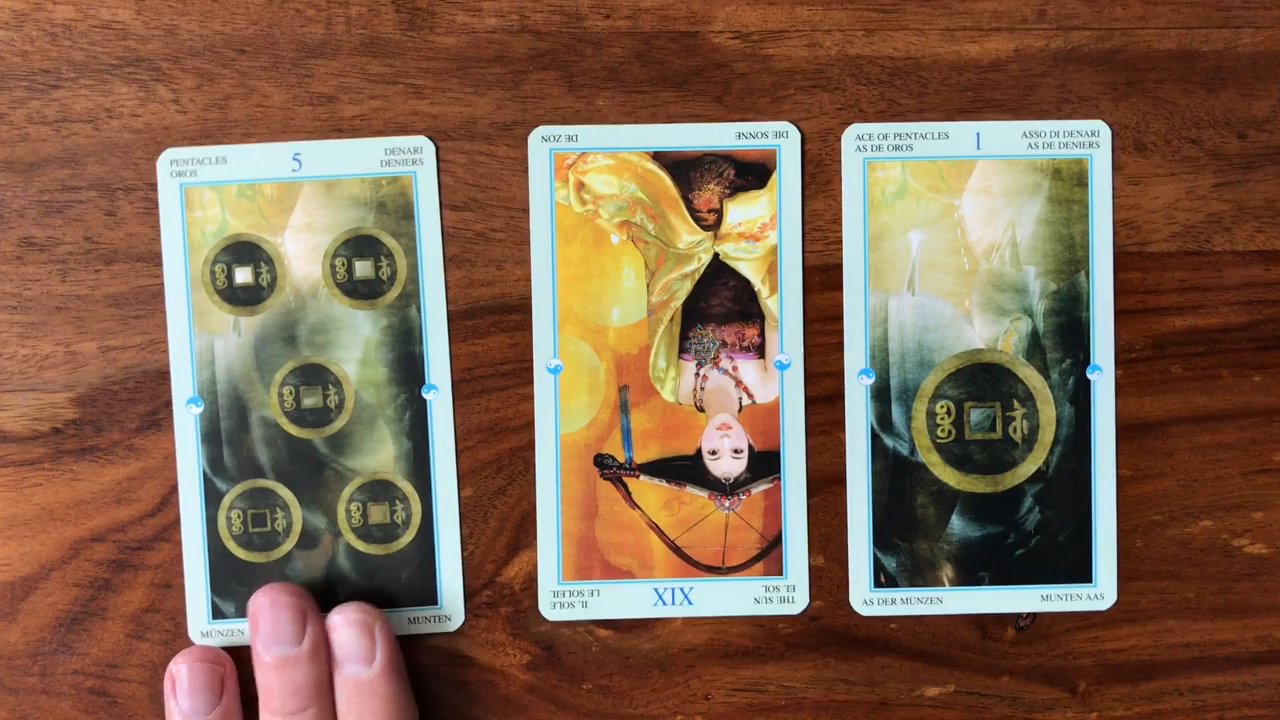 PENTACLES
OROS
5
DENARI
DENIERS
MÜNZEN
MUNTEN
DE ZON
DIE SONNE
IL SOLE
LE SOLEIL
XIX
THE SUN
EL SOL
ACE OF PENTACLES
AS DE OROS
1
ASSO DI DENARI
AS DE DENIERS
AS DER MÜNZEN
MUNTEN AAS